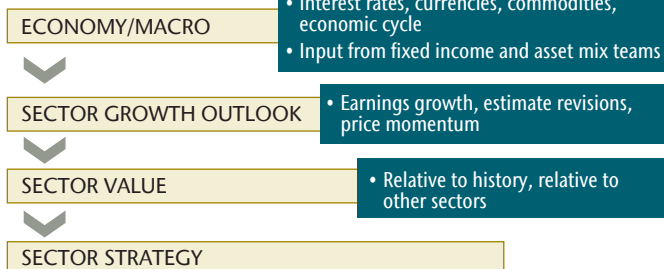 • Interest rates, currencies, commodities,
economic cycle
• Input from fixed income and asset mix teams
ECONOMY/MACRO
• Earnings growth, estimate revisions,
price momentum
SECTOR GROWTH OUTLOOK
• Relative to history, relative to
other sectors
SECTOR VALUE
SECTOR STRATEGY